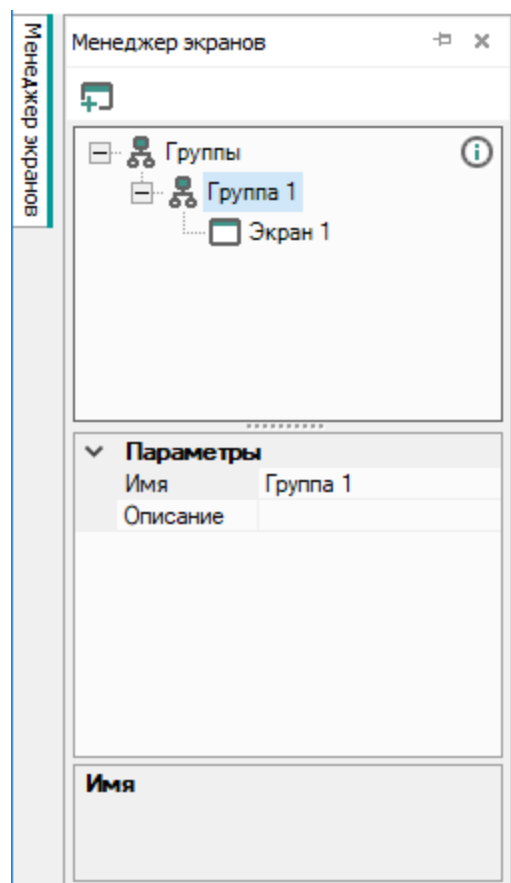 Менеджер экранов
Менеджер экранов
Группы
Группа 1
Экран 1
Параметры
Имя Группа 1
Описание
Имя